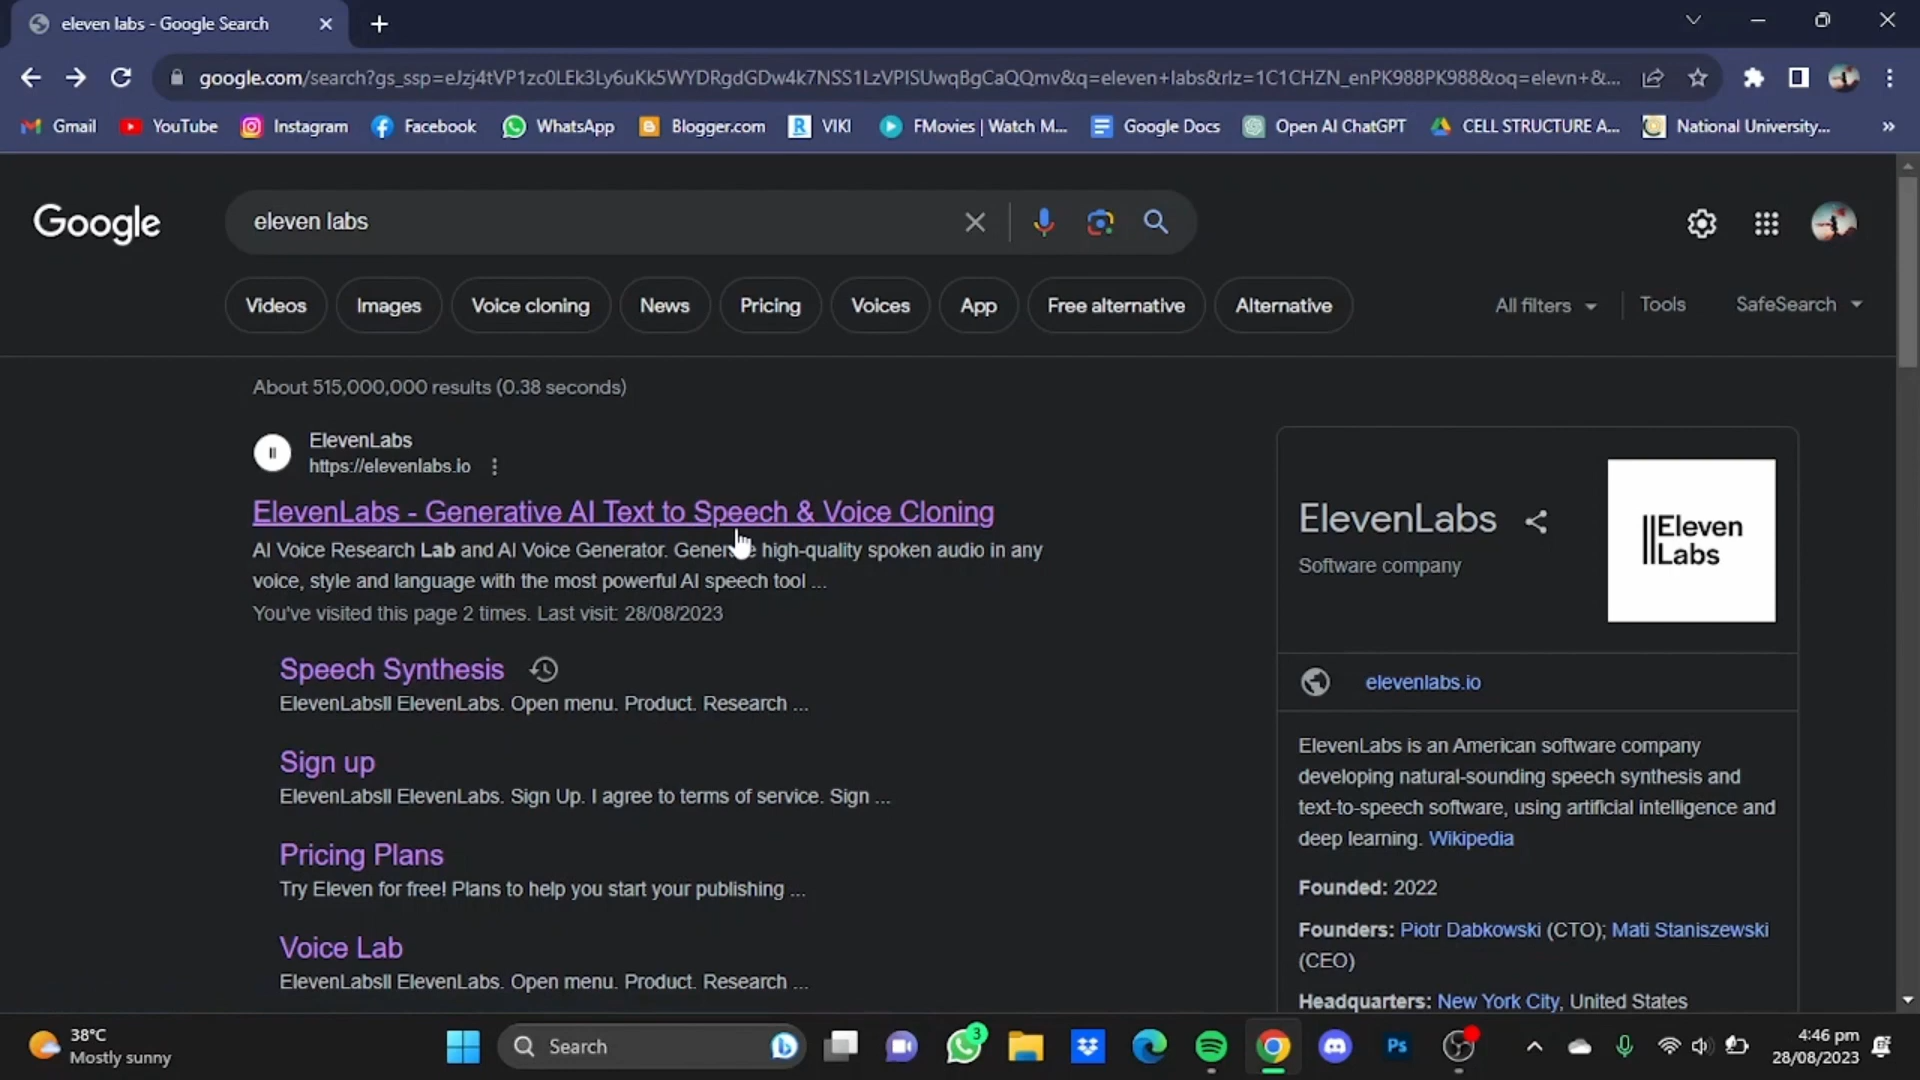 eleven labs - Google Search
google.com/search?gs_ssp=eJzj4tVP1zc0LEk3Ly6uKk5WYDRgdGDw4k7NSS1LzVPISUwqBgCaQQmv&q=eleven+labs&rlz=1C1CHZN_enPK988PK988&oq=elevn+&...
Gmail YouTube Instagram Facebook WhatsApp Blogger.com VIKI FMovies | Watch M... Google Docs Open AI ChatGPT CELL STRUCTURE A... National University... »
Google
eleven labs
Videos Images Voice cloning News Pricing Voices App Free alternative Alternative All filters Tools SafeSearch
About 515,000,000 results (0.38 seconds)
ElevenLabs
https://elevenlabs.io
ElevenLabs - Generative AI Text to Speech & Voice Cloning
AI Voice Research Lab and AI Voice Generator. Generate high-quality spoken audio in any
voice, style and language with the most powerful AI speech tool ...
You've visited this page 2 times. Last visit: 28/08/2023
Speech Synthesis
ElevenLabsll ElevenLabs. Open menu. Product. Research ...
Sign up
ElevenLabsll ElevenLabs. Sign Up. I agree to terms of service. Sign ...
Pricing Plans
Try Eleven for free! Plans to help you start your publishing ...
Voice Lab
ElevenLabsll ElevenLabs. Open menu. Product. Research ...
ElevenLabs
Software company
||Eleven
Labs
elevenlabs.io
ElevenLabs is an American software company
developing natural-sounding speech synthesis and
text-to-speech software, using artificial intelligence and
deep learning. Wikipedia
Founded: 2022
Founders: Piotr Dabkowski (CTO); Mati Staniszewski
(CEO)
Headquarters: New York City, United States
38°C
Mostly sunny
Search
3
Ps
4:46 pm
28/08/2023